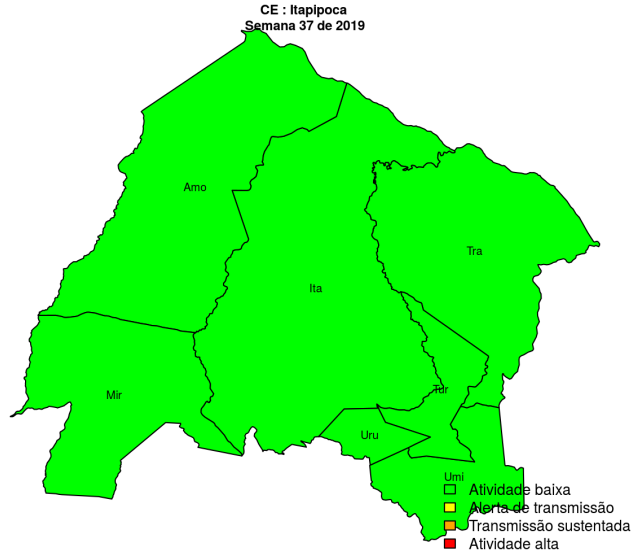 CE : Itapipoca
Semana 37 de 2019
Amo
Tra
Ita
Tur
Mir
Uru
Umi
Atividade baixa
Alerta de transmissão
Transmissão sustentada
Atividade alta